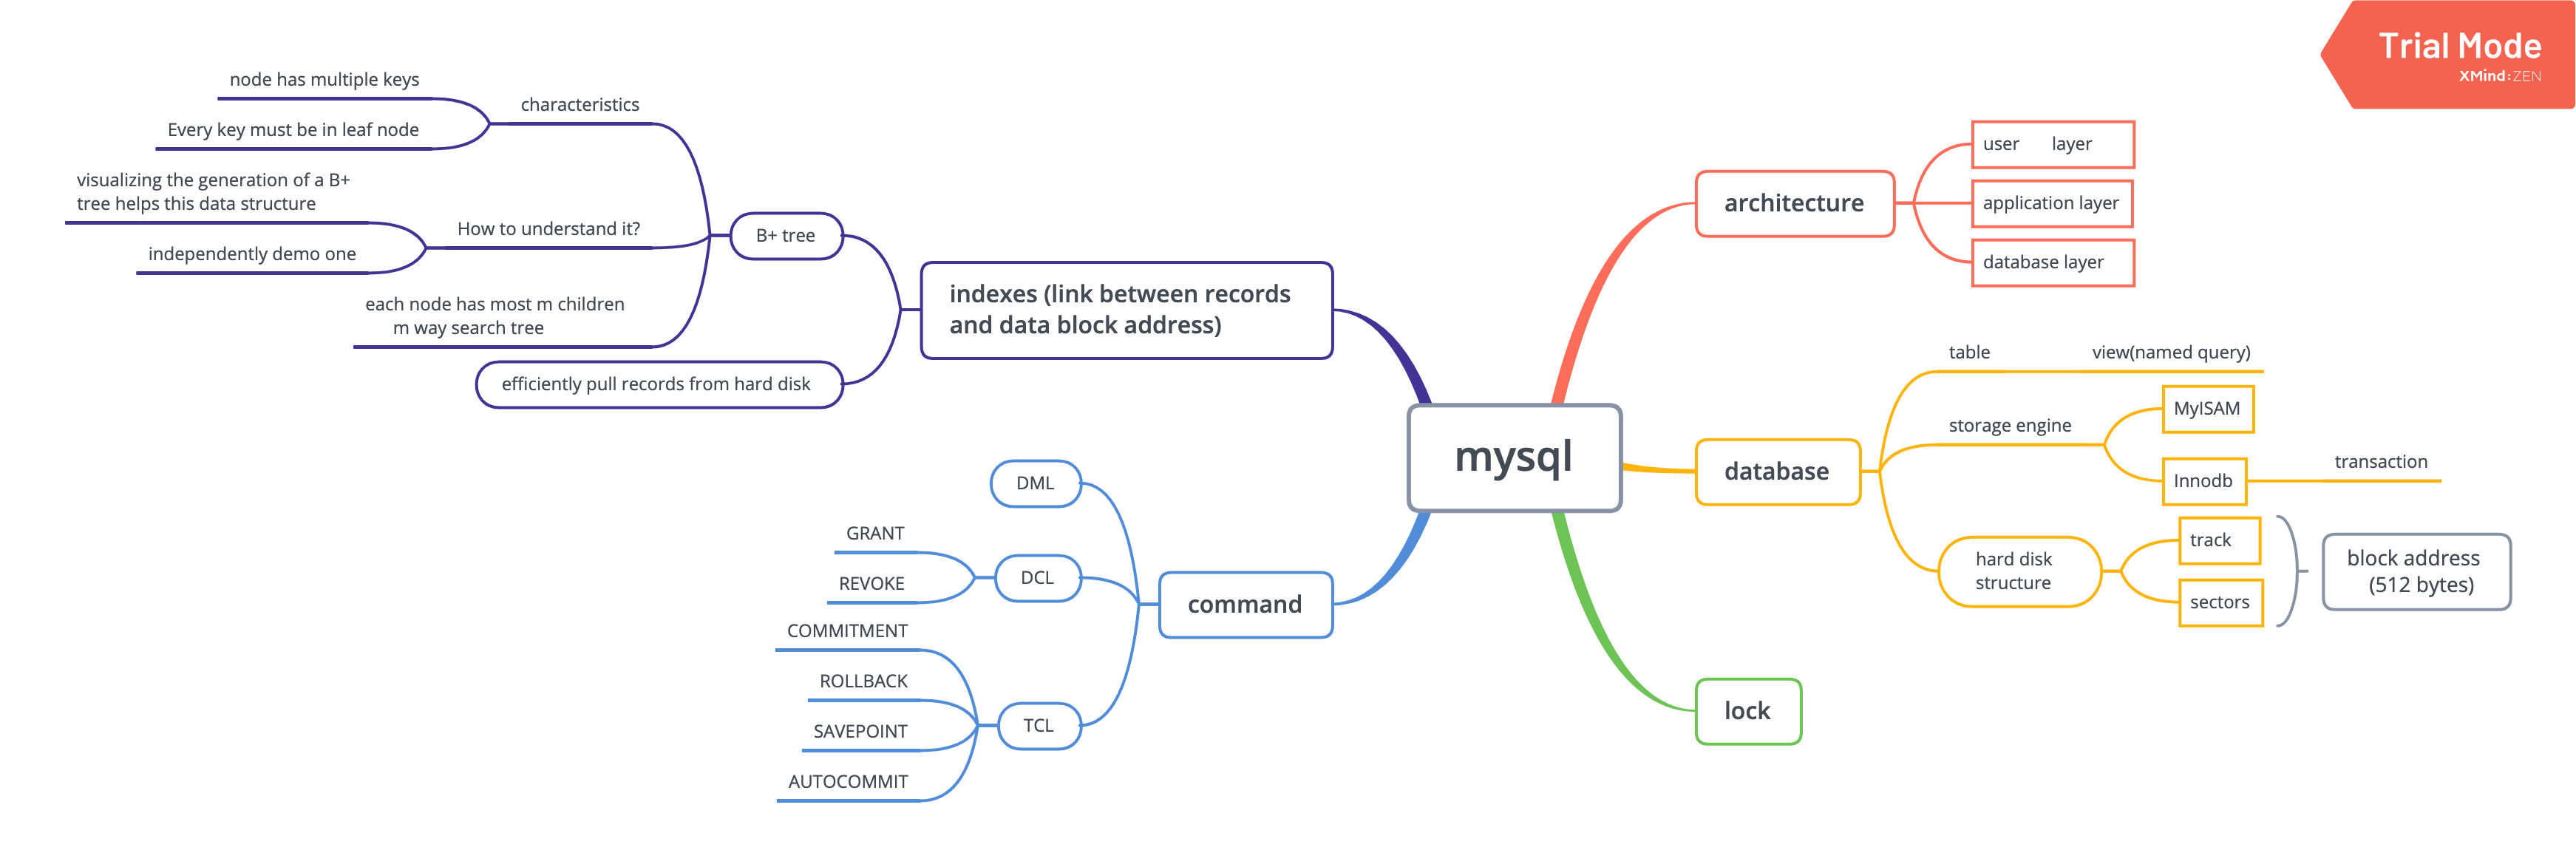 Trial Mode
XMind:ZEN
mysql
architecture
user layer
application layer
database layer
database
table
view(named query)
storage engine
MyISAM
Innodb
transaction
hard disk
structure
track
sectors
block address
(512 bytes)
lock
indexes (link between records
and data block address)
B+ tree
characteristics
node has multiple keys
Every key must be in leaf node
How to understand it?
visualizing the generation of a B+
tree helps this data structure
independently demo one
each node has most m children
m way search tree
efficiently pull records from hard disk
command
DML
DCL
GRANT
REVOKE
TCL
COMMITMENT
ROLLBACK
SAVEPOINT
AUTOCOMMIT